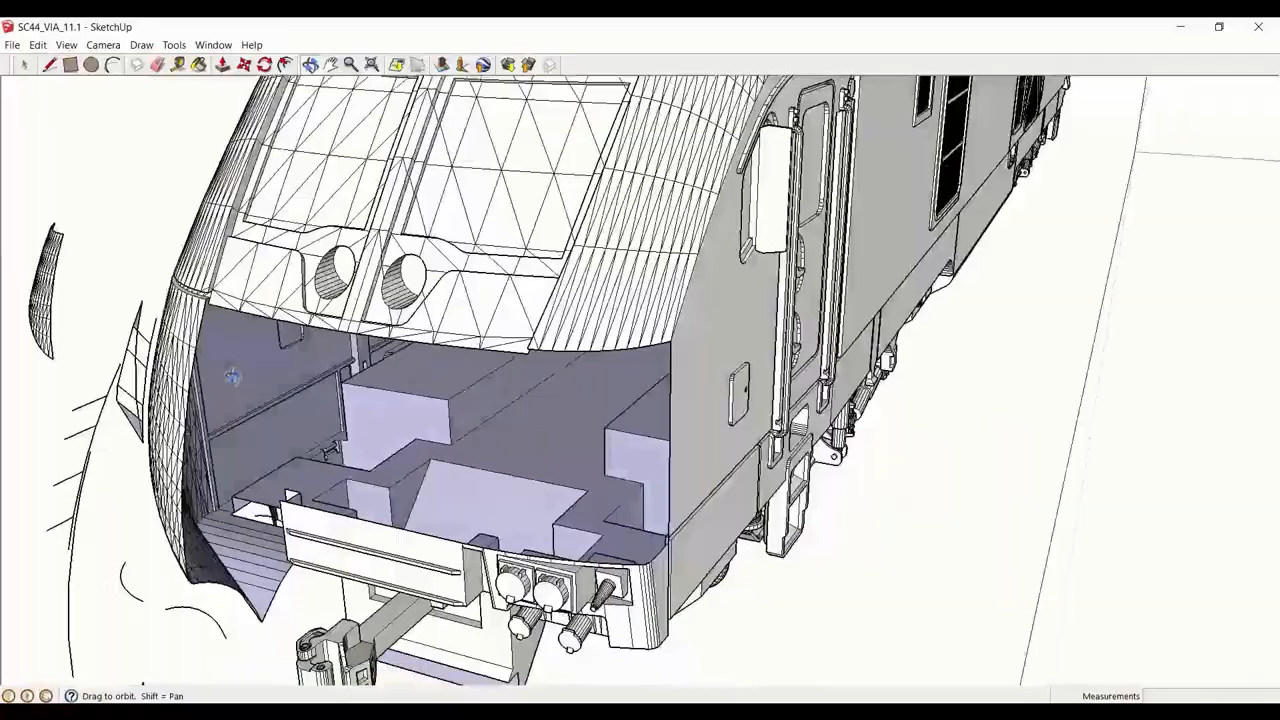 SC44_VIA_11.1 - SketchUp
File Edit View Camera Draw Tools Window Help
Drag to orbit. Shift = Pan
Measurements